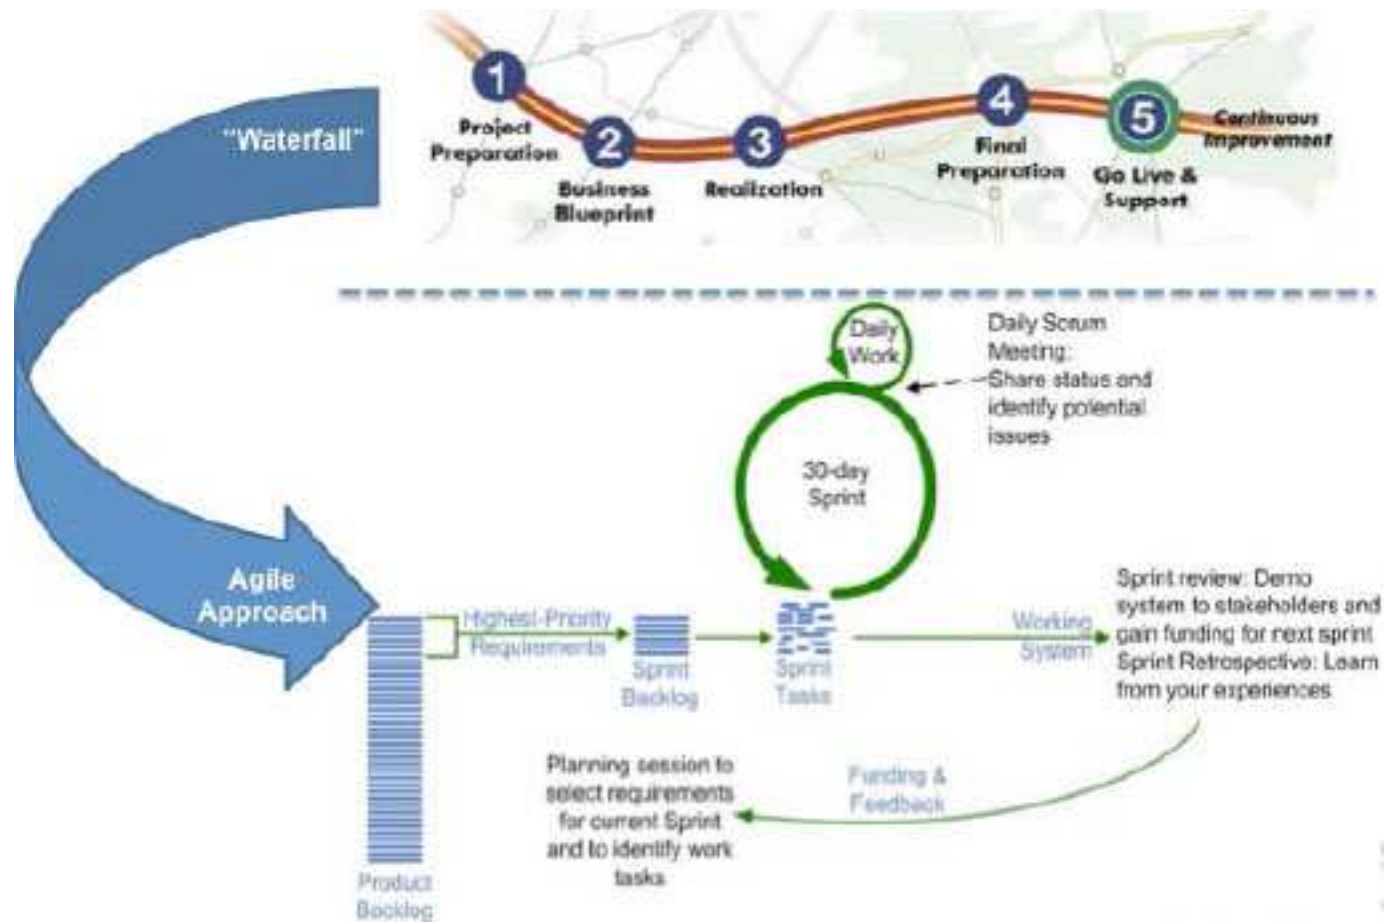 "Waterfall"
1
Project
Preparation
2
Business
Blueprint
3
Realization
4
Final
Preparation
5
Go Live &
Support
Continuous
Improvement
Daily
Work
Daily Scrum
Meeting:
Share status and
identify potential
issues
30-day
Sprint
Agile
Approach
Highest-Priority
Requirements
Sprint
Backlog
Sprint
Tasks
Working
System
Sprint review: Demo
system to stakeholders and
gain funding for next sprint
Sprint Retrospective: Learn
from your experiences
Planning session to
select requirements
for current Sprint
and to identify work
tasks
Funding &
Feedback
Product
Backlog